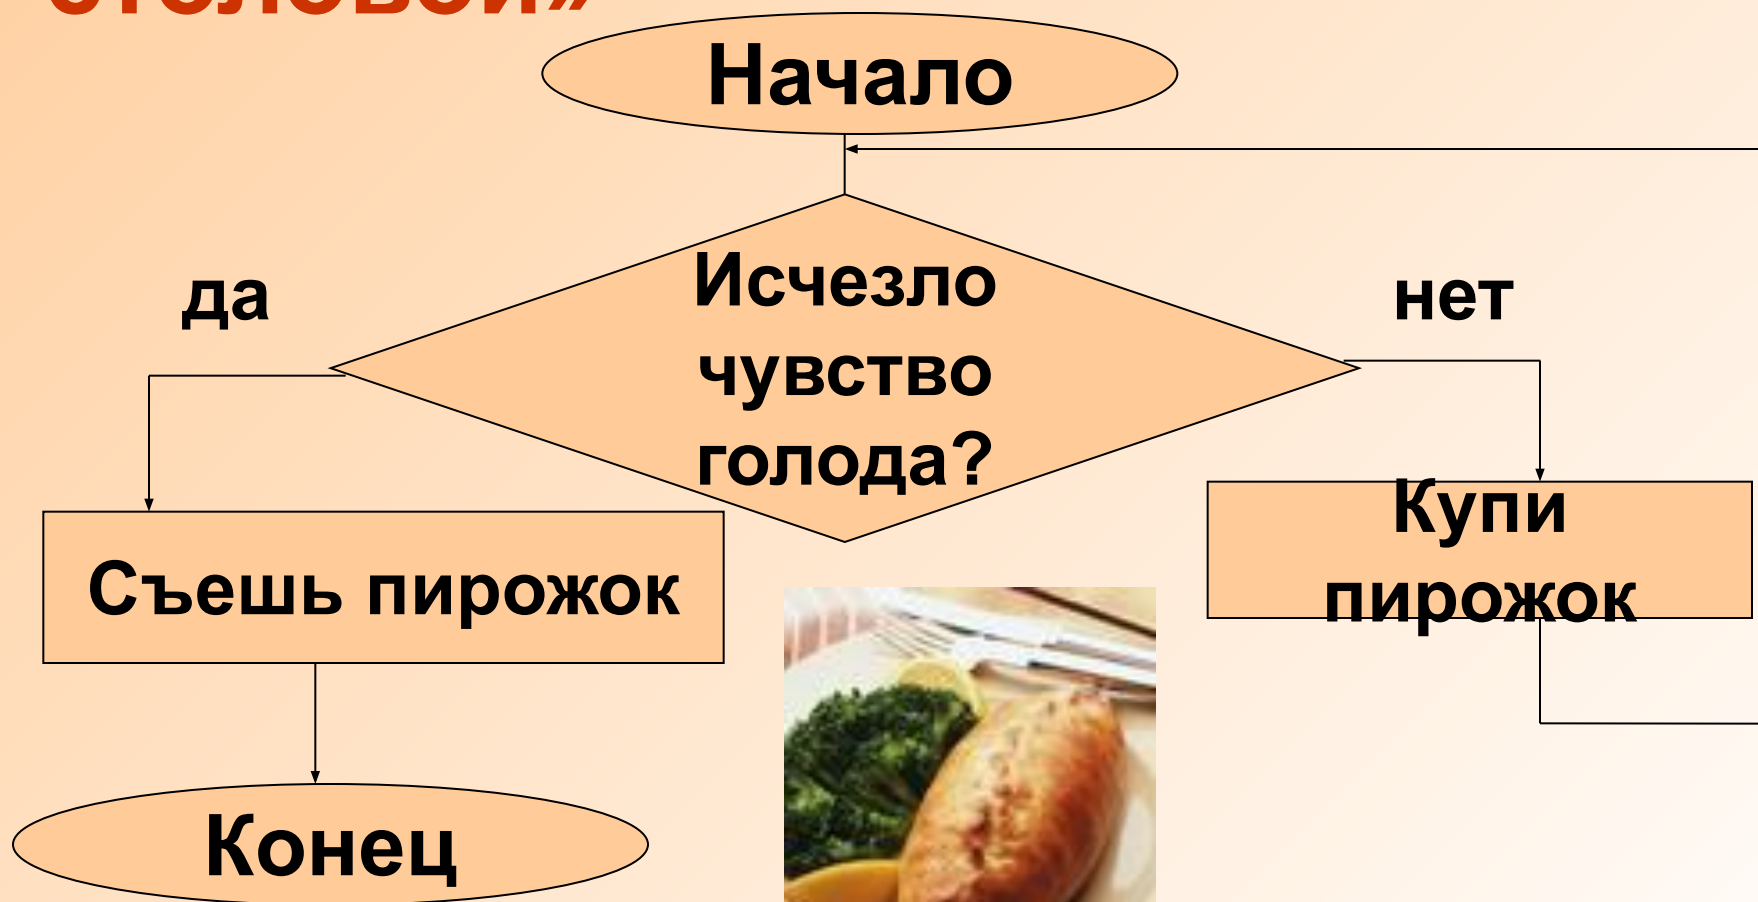 Начало
да
Исчезло
чувство
голода?
нет
Купи
пирожок
Съешь пирожок
Конец